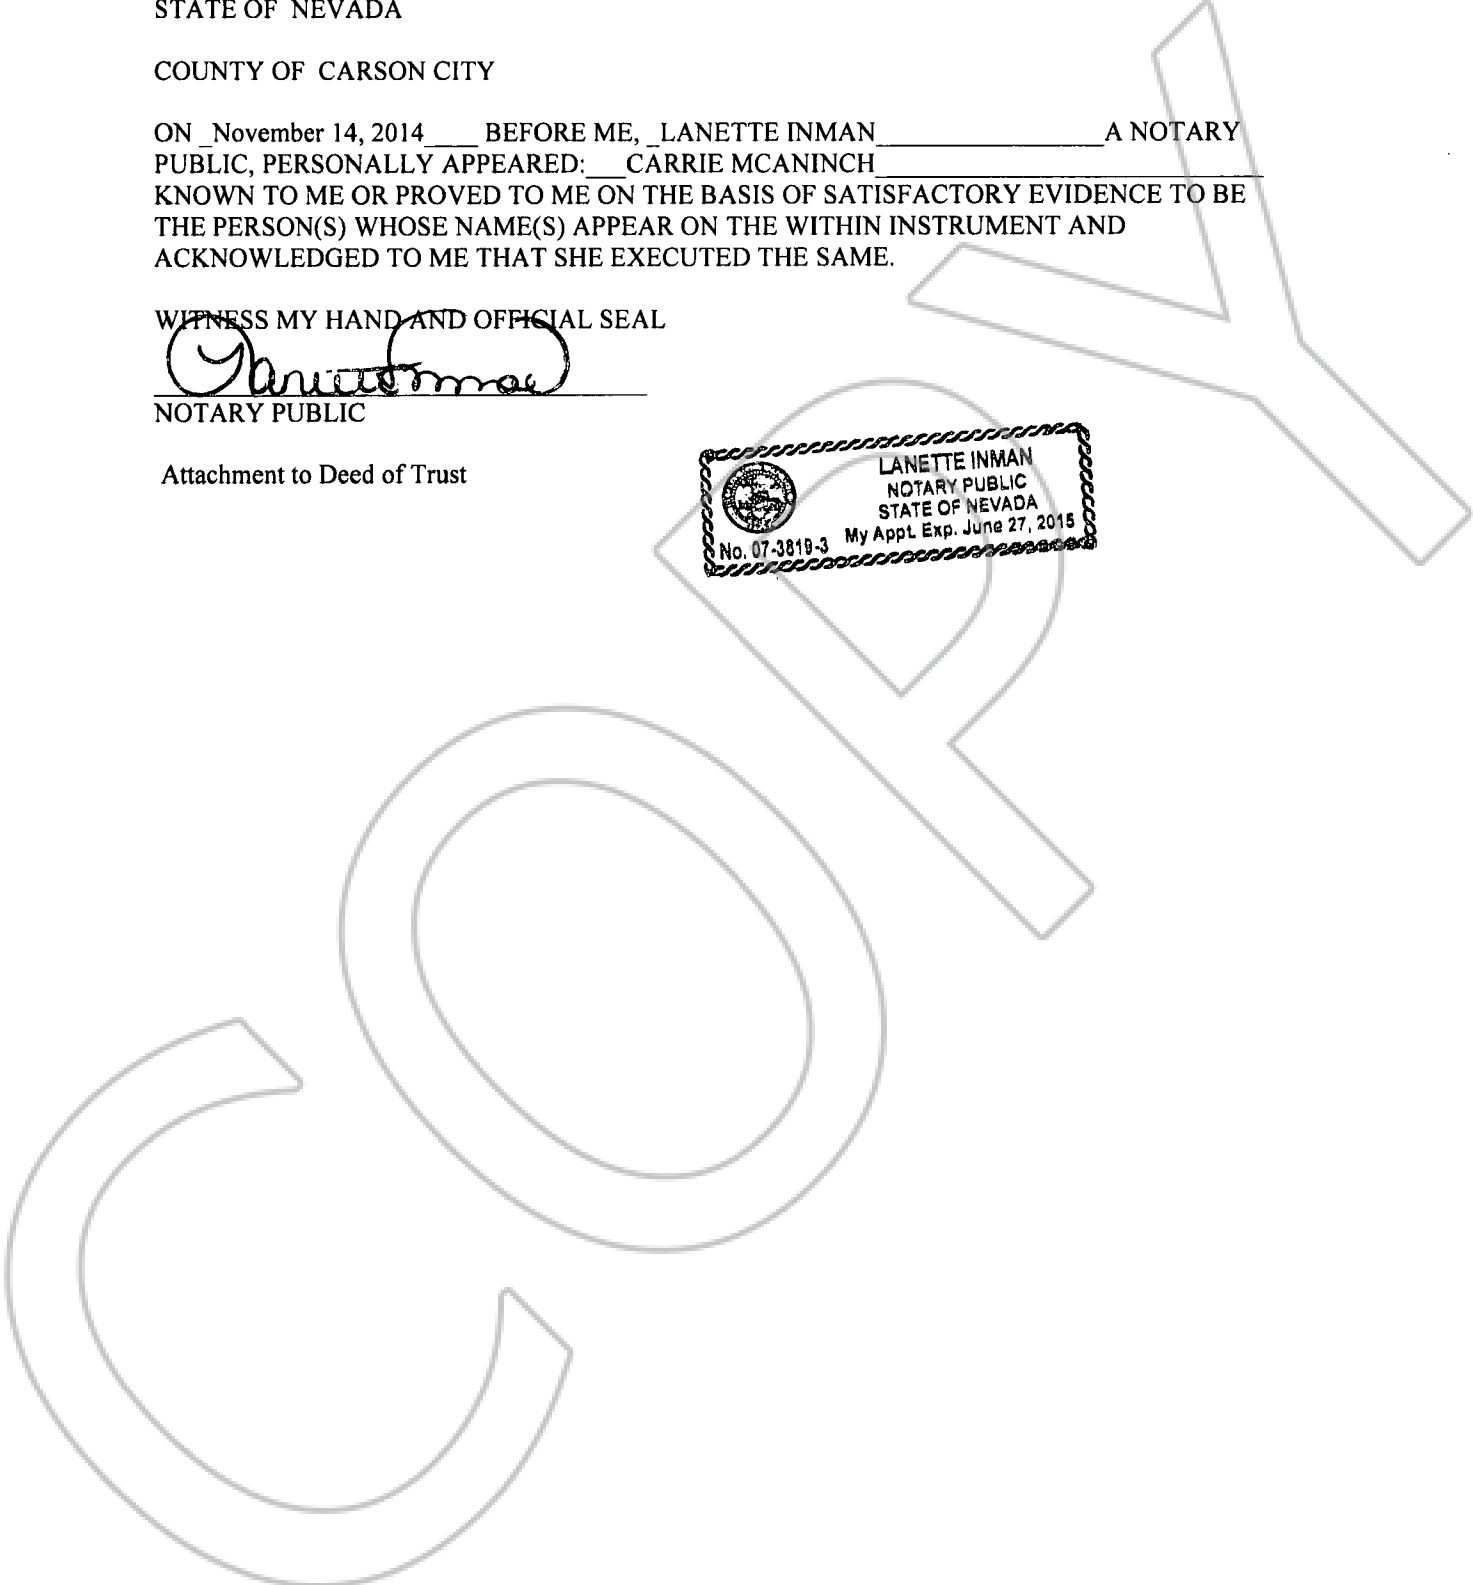 STATE OF NEVADA
COUNTY OF CARSON CITY
ON _November 14, 2014____ BEFORE ME, _LANETTE INMAN__________________A NOTARY
PUBLIC, PERSONALLY APPEARED:___CARRIE MCANINCH______________________________
KNOWN TO ME OR PROVED TO ME ON THE BASIS OF SATISFACTORY EVIDENCE TO BE
THE PERSON(S) WHOSE NAME(S) APPEAR ON THE WITHIN INSTRUMENT AND
ACKNOWLEDGED TO ME THAT SHE EXECUTED THE SAME.
WITNESS MY HAND AND OFFICIAL SEAL
Lanette Inman
NOTARY PUBLIC
Attachment to Deed of Trust
LANETTE INMAN
NOTARY PUBLIC
STATE OF NEVADA
No. 07-3819-3 My Appt. Exp. June 27, 2015
COPY